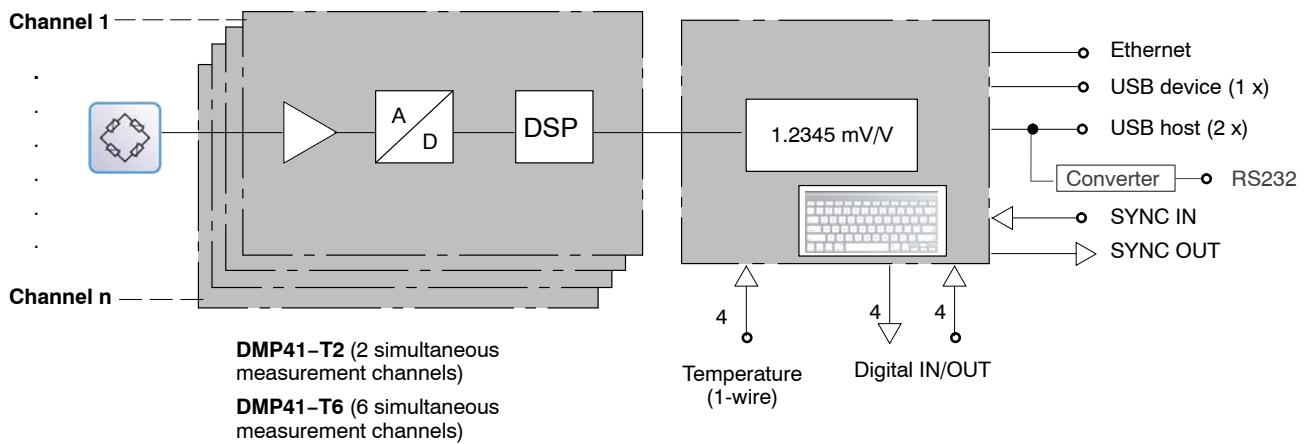 Channel 1
A
D
DSP
1.2345 mV/V
Ethernet
USB device (1 x)
USB host (2 x)
Converter
RS232
SYNC IN
SYNC OUT
Channel n
4
4
4
Temperature
(1-wire)
Digital IN/OUT
DMP41−T2 (2 simultaneous
measurement channels)
DMP41−T6 (6 simultaneous
measurement channels)